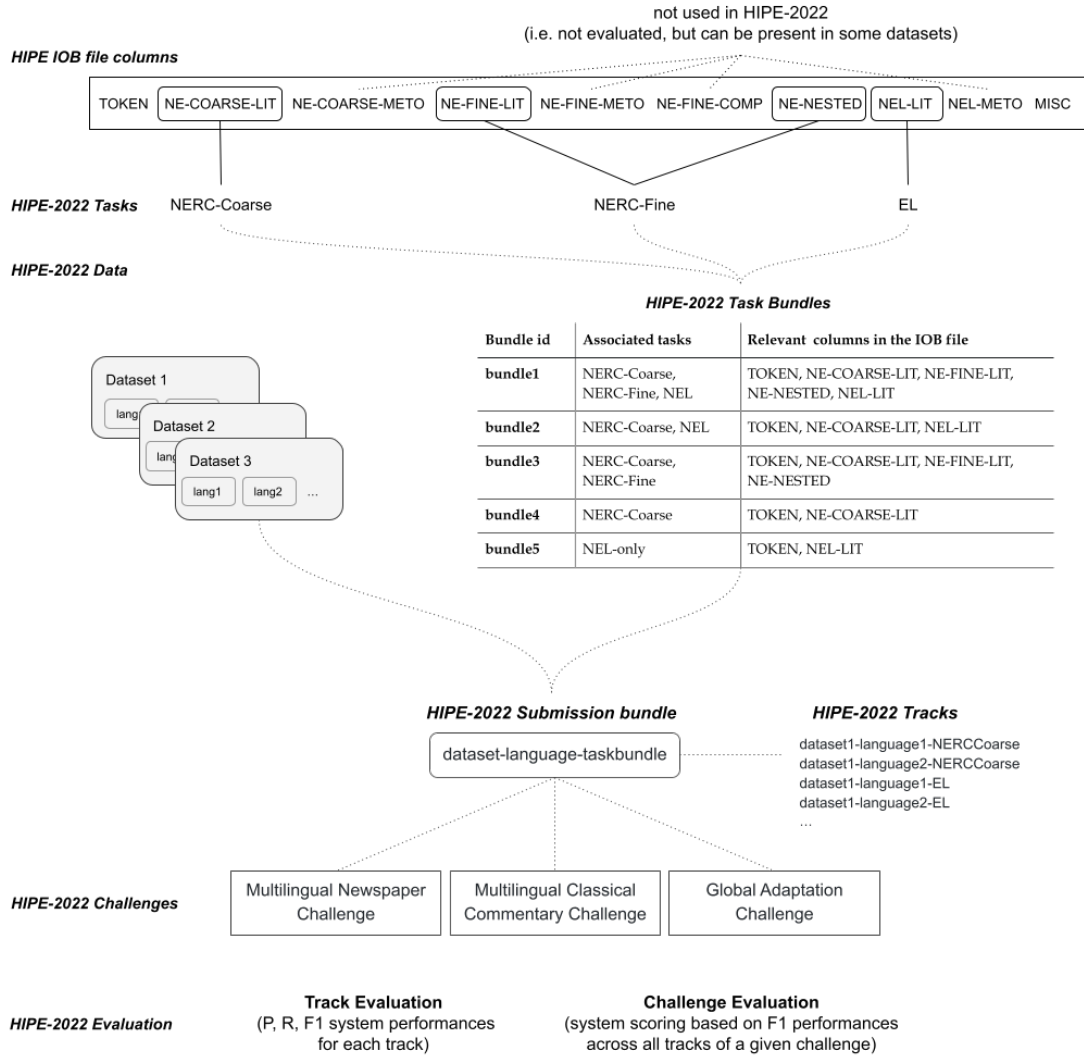 not used in HIPE-2022
(i.e. not evaluated, but can be present in some datasets)
HIPE IOB file columns
TOKEN NE-COARSE-LIT NE-COARSE-METO NE-FINE-LIT NE-FINE-METO NE-FINE-COMP NE-NESTED NEL-LIT NEL-METO MISC
HIPE-2022 Tasks NERC-Coarse NERC-Fine EL
HIPE-2022 Data
HIPE-2022 Task Bundles
Bundle id Associated tasks Relevant columns in the IOB file
bundle1 NERC-Coarse, TOKEN, NE-COARSE-LIT, NE-FINE-LIT,
NERC-Fine, NEL NE-NESTED, NEL-LIT
bundle2 NERC-Coarse, NEL TOKEN, NE-COARSE-LIT, NEL-LIT
bundle3 NERC-Coarse, TOKEN, NE-COARSE-LIT, NE-FINE-LIT,
NERC-Fine NE-NESTED
bundle4 NERC-Coarse TOKEN, NE-COARSE-LIT
bundle5 NEL-only TOKEN, NEL-LIT
Dataset 1
lang
Dataset 2
lang
Dataset 3
lang1 lang2 ...
HIPE-2022 Submission bundle
dataset-language-taskbundle
HIPE-2022 Tracks
dataset1-language1-NERCCoarse
dataset1-language2-NERCCoarse
dataset1-language1-EL
dataset1-language2-EL
...
HIPE-2022 Challenges
Multilingual Newspaper
Challenge
Multilingual Classical
Commentary Challenge
Global Adaptation
Challenge
HIPE-2022 Evaluation
Track Evaluation
(P, R, F1 system performances
for each track)
Challenge Evaluation
(system scoring based on F1 performances
across all tracks of a given challenge)